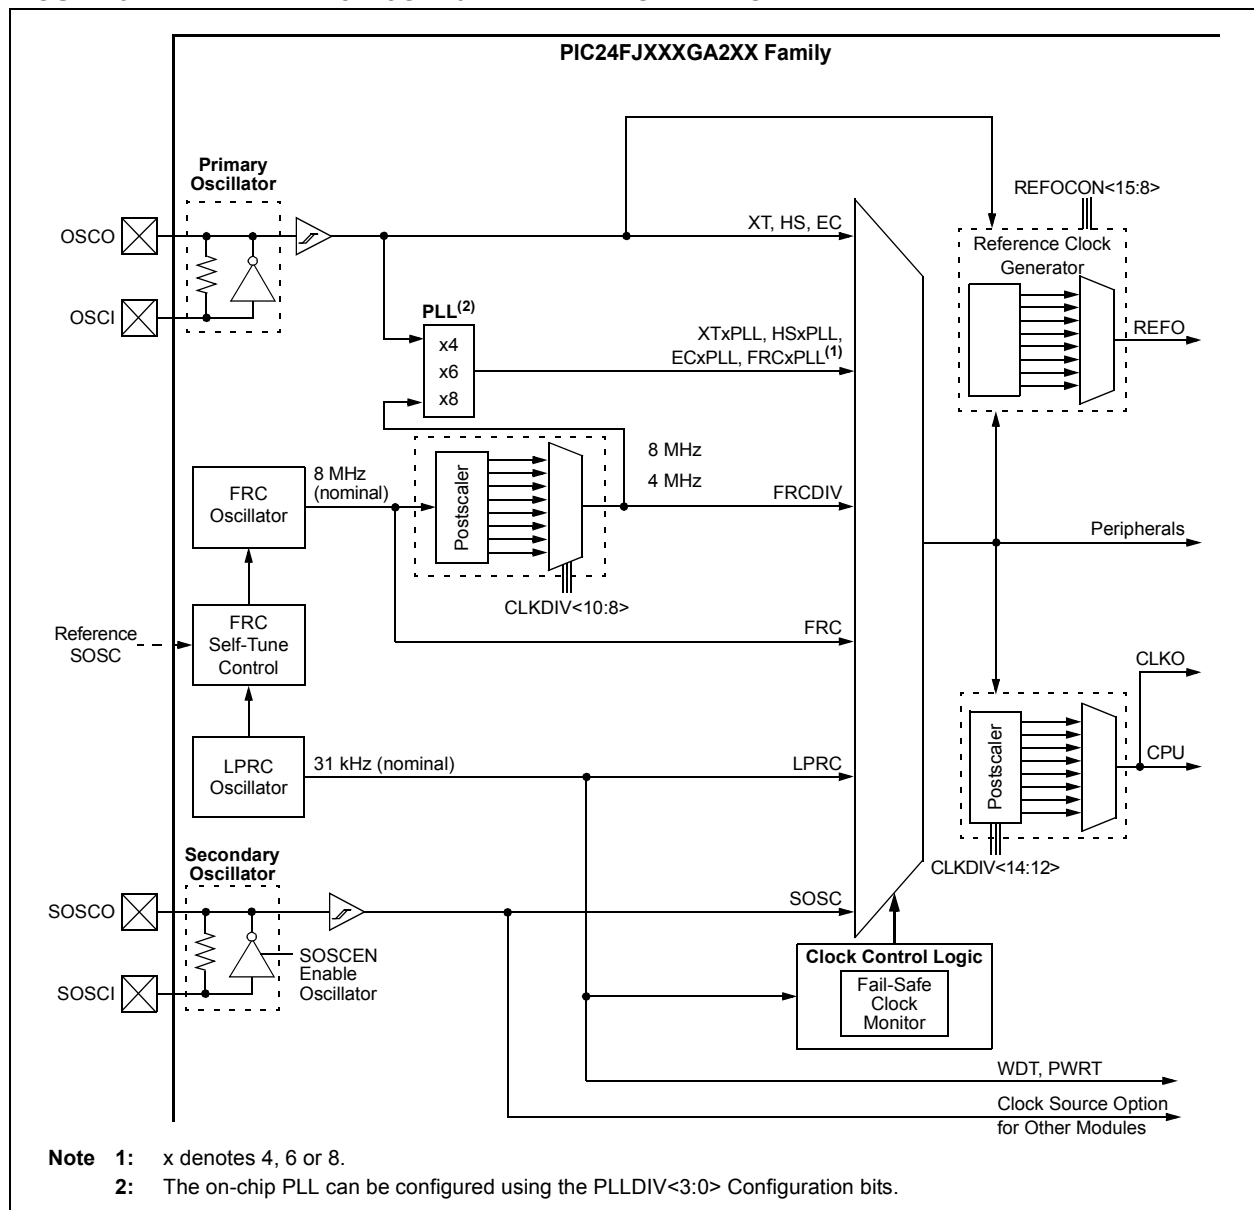 PIC24FJXXXGA2XX Family
Primary
Oscillator
REFOCON<15:8>
OSCO
XT, HS, EC
Reference Clock
Generator
OSCI
PLL(2)
XTxPLL, HSxPLL,
ECxPLL, FRCxPLL(1)
REFO
x4
x6
x8
8 MHz
4 MHz
8 MHz
(nominal)
FRC
Oscillator
Postscaler
FRCDIV
Peripherals
CLKDIV<10:8>
Reference
SOSC
FRC
Self-Tune
Control
FRC
CLKO
LPRC
Oscillator
31 kHz (nominal)
LPRC
Postscaler
CPU
CLKDIV<14:12>
Secondary
Oscillator
SOSCO
SOSC
SOSCEN
Enable
Oscillator
SOSCI
Clock Control Logic
Fail-Safe
Clock
Monitor
WDT, PWRT
Clock Source Option
for Other Modules
Note 1: x denotes 4, 6 or 8.
2: The on-chip PLL can be configured using the PLLDIV<3:0> Configuration bits.